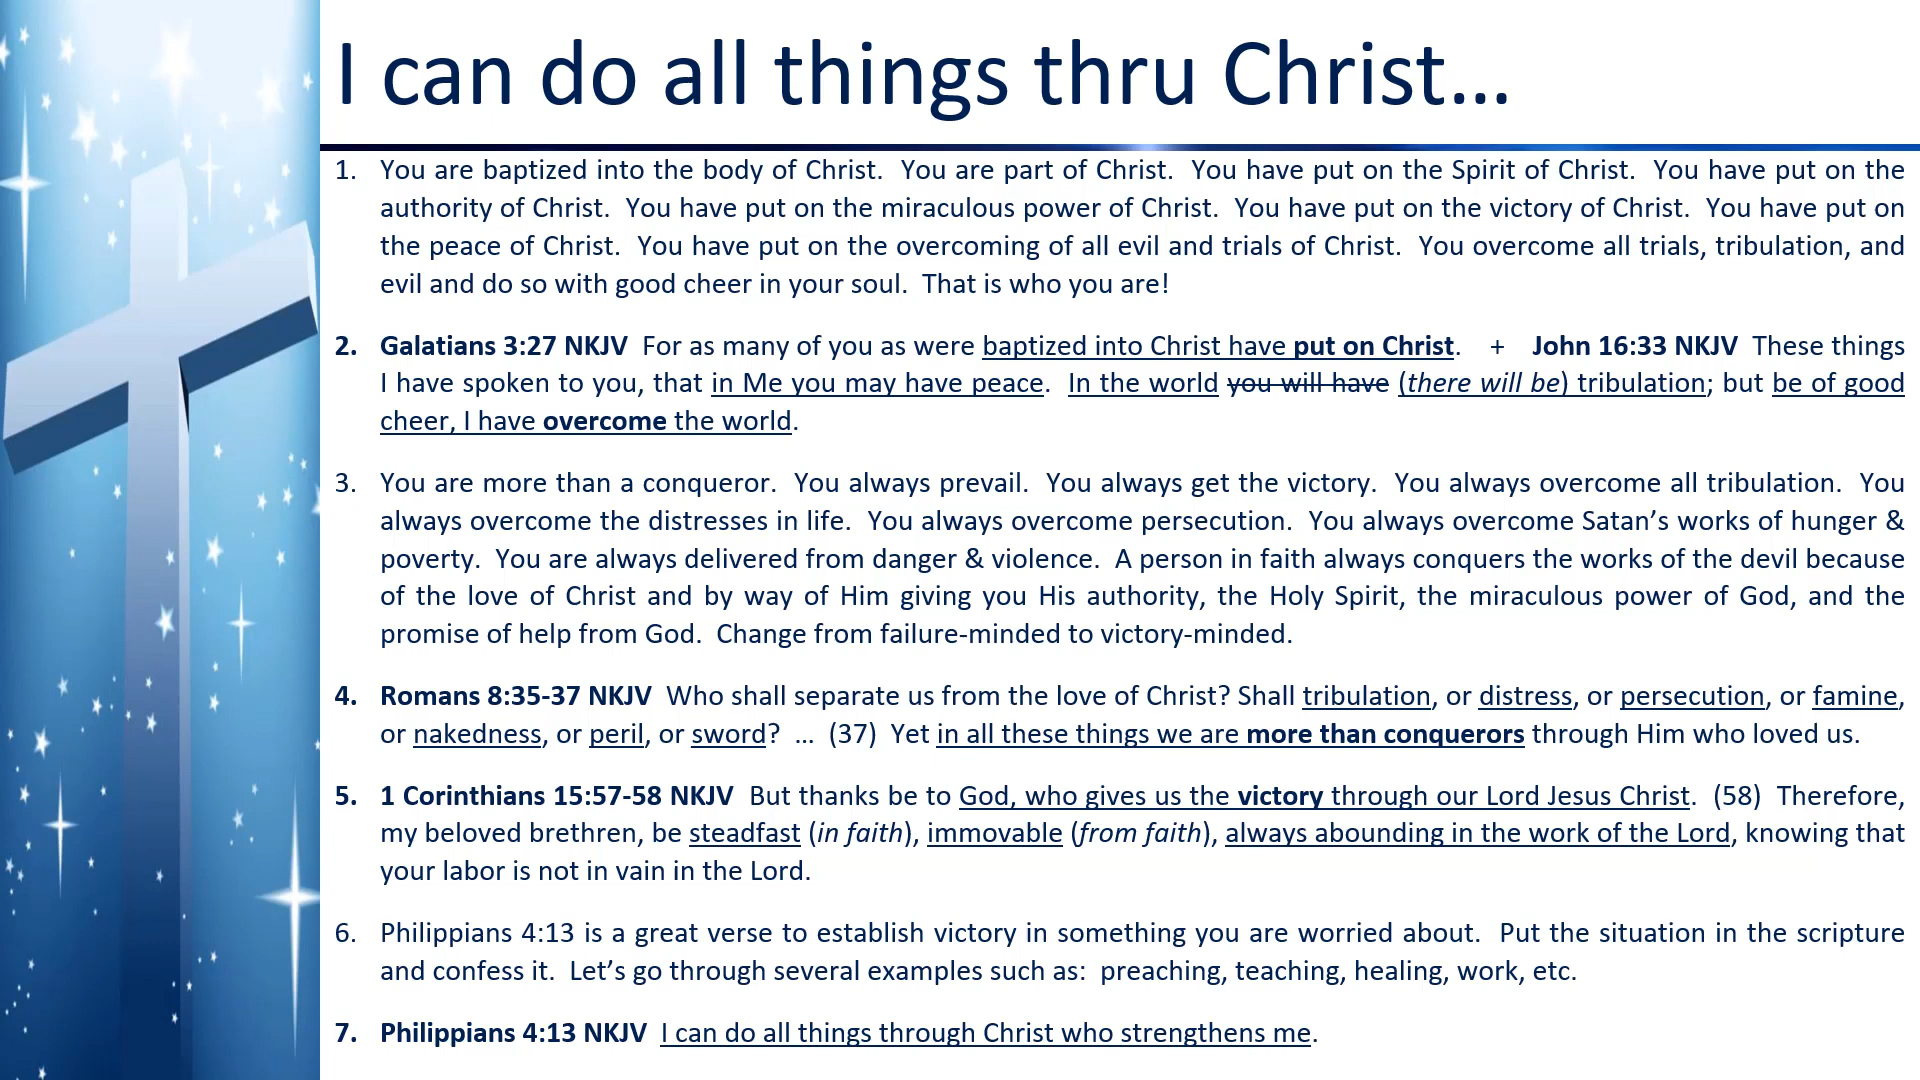 I can do all things thru Christ...
1. You are baptized into the body of Christ.  You are part of Christ.  You have put on the Spirit of Christ.  You have put on the
authority of Christ.  You have put on the miraculous power of Christ.  You have put on the victory of Christ.  You have put on
the peace of Christ.  You have put on the overcoming of all evil and trials of Christ.  You overcome all trials, tribulation, and
evil and do so with good cheer in your soul.  That is who you are!
2. Galatians 3:27 NKJV  For as many of you as were baptized into Christ have put on Christ.   +   John 16:33 NKJV  These things
I have spoken to you, that in Me you may have peace.  In the world you will have (there will be) tribulation; but be of good
cheer, I have overcome the world.
3. You are more than a conqueror.  You always prevail.  You always get the victory.  You always overcome all tribulation.  You
always overcome the distresses in life.  You always overcome persecution.  You always overcome Satan’s works of hunger &
poverty.  You are always delivered from danger & violence.  A person in faith always conquers the works of the devil because
of the love of Christ and by way of Him giving you His authority, the Holy Spirit, the miraculous power of God, and the
promise of help from God.  Change from failure-minded to victory-minded.
4. Romans 8:35-37 NKJV  Who shall separate us from the love of Christ? Shall tribulation, or distress, or persecution, or famine,
or nakedness, or peril, or sword?  ...  (37)  Yet in all these things we are more than conquerors through Him who loved us.
5. 1 Corinthians 15:57-58 NKJV  But thanks be to God, who gives us the victory through our Lord Jesus Christ.  (58)  Therefore,
my beloved brethren, be steadfast (in faith), immovable (from faith), always abounding in the work of the Lord, knowing that
your labor is not in vain in the Lord.
6. Philippians 4:13 is a great verse to establish victory in something you are worried about.  Put the situation in the scripture
and confess it.  Let’s go through several examples such as:  preaching, teaching, healing, work, etc.
7. Philippians 4:13 NKJV  I can do all things through Christ who strengthens me.